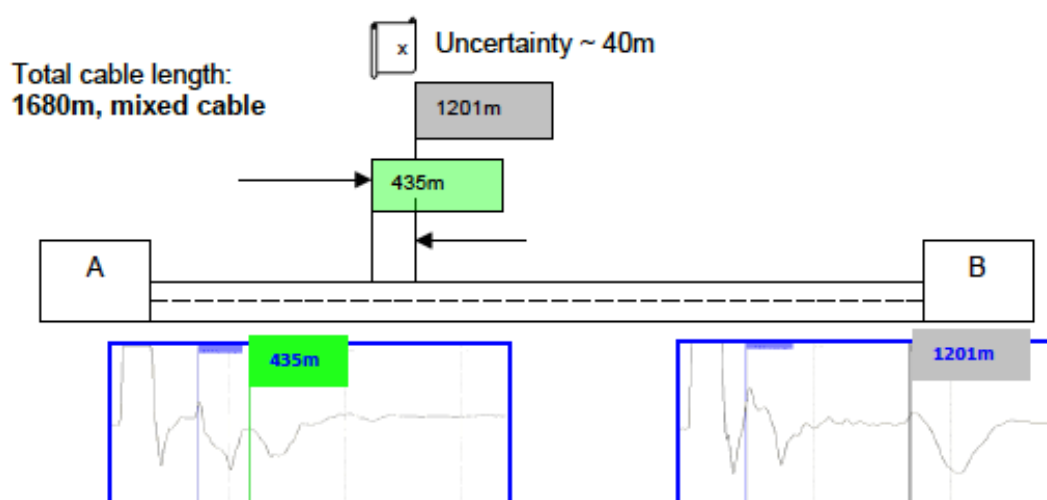 x
Uncertainty ~ 40m
Total cable length:
1680m, mixed cable
1201m
435m
A
B
435m
1201m